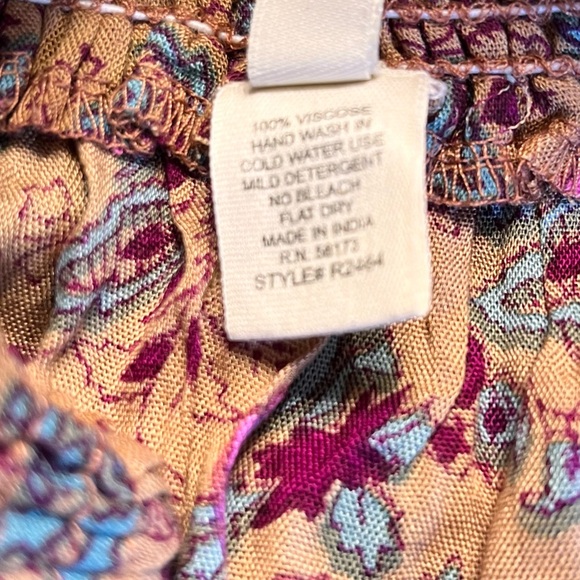 100% VISCOSE
HAND WASH IN
COLD WATER USE
MILD DETERGENT
NO BLEACH
FLAT DRY
MADE IN INDIA
R.N. 56173
STYLE# R2464